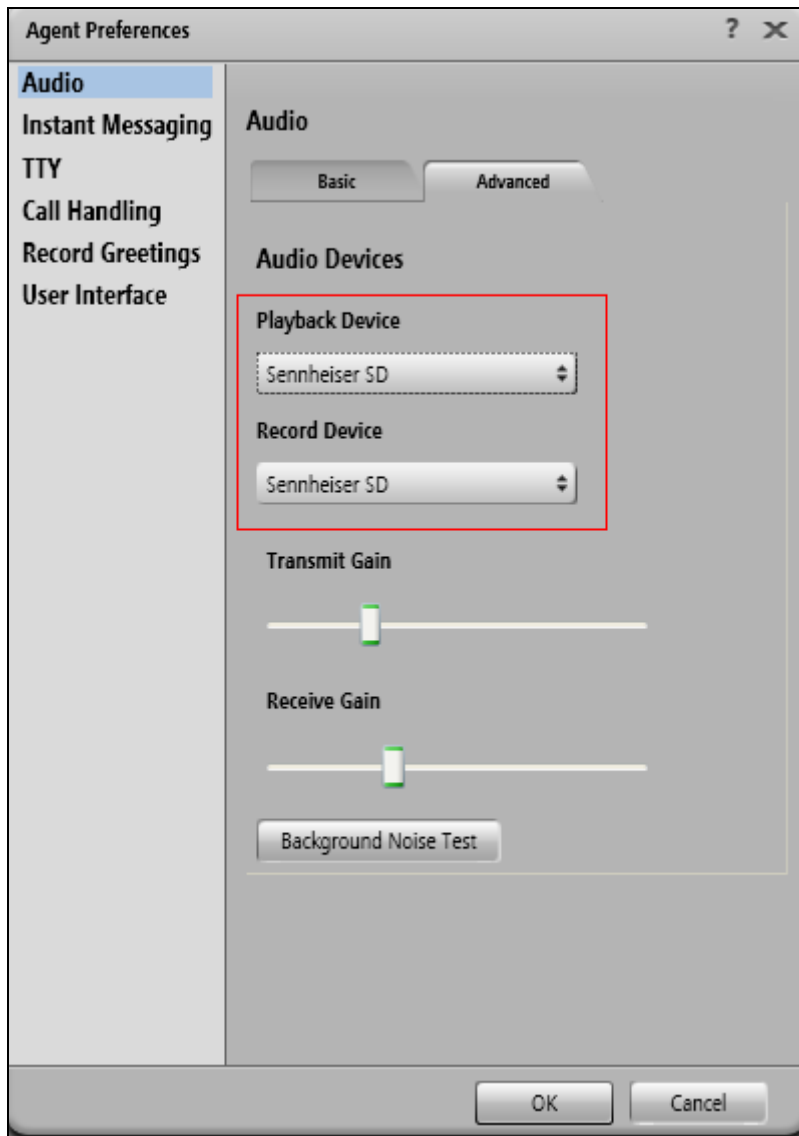 Agent Preferences ?
Audio
Instant Messaging
TTY
Call Handling
Record Greetings
User Interface
Audio
Basic Advanced
Audio Devices
Playback Device
Sennheiser SD
Record Device
Sennheiser SD
Transmit Gain
Receive Gain
Background Noise Test
OK Cancel